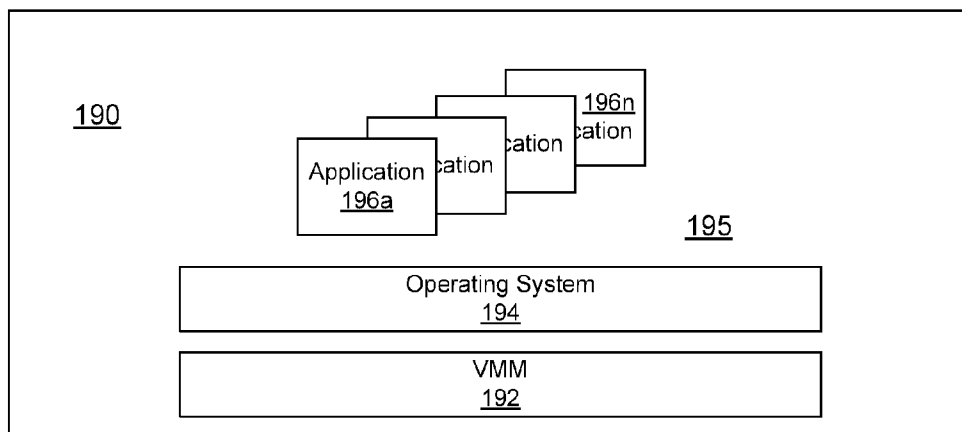 190
196n
cation
cation
cation
Application
196a
195
Operating System
194
VMM
192